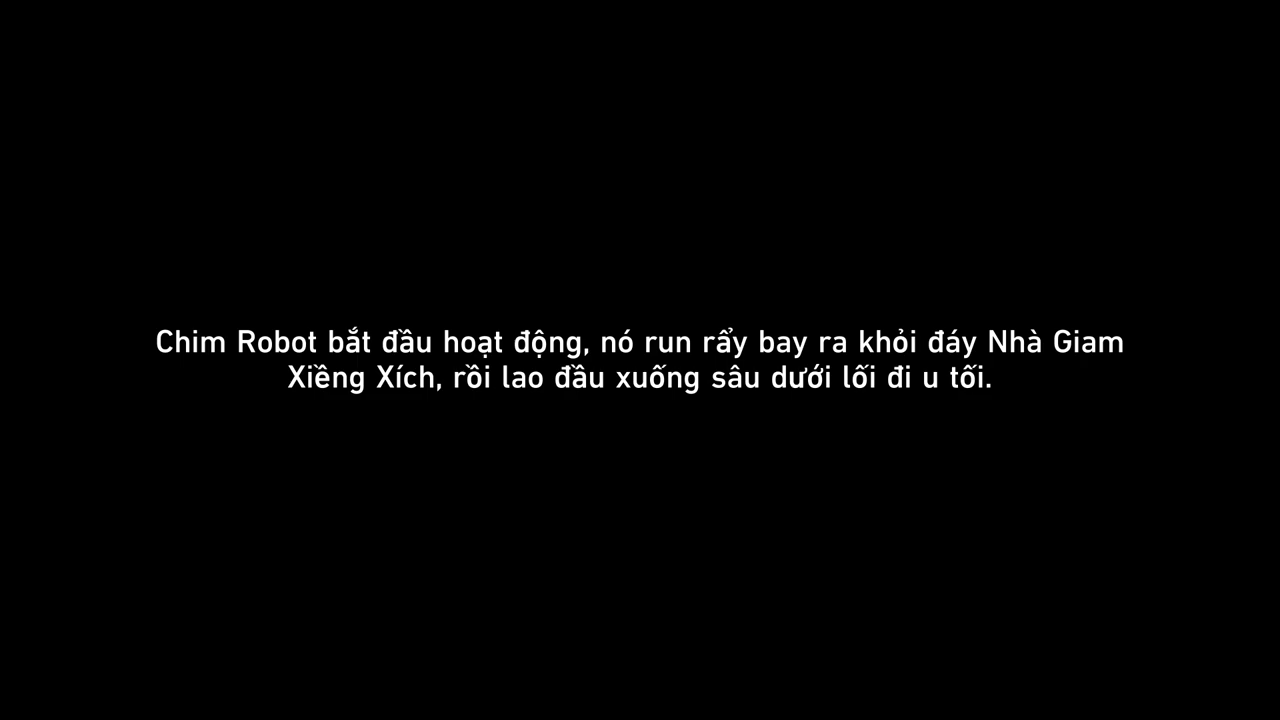 Chim Robot bắt đầu hoạt động, nó run rẩy bay ra khỏi đáy Nhà Giam
Xiềng Xích, rồi lao đầu xuống sâu dưới lối đi u tối.